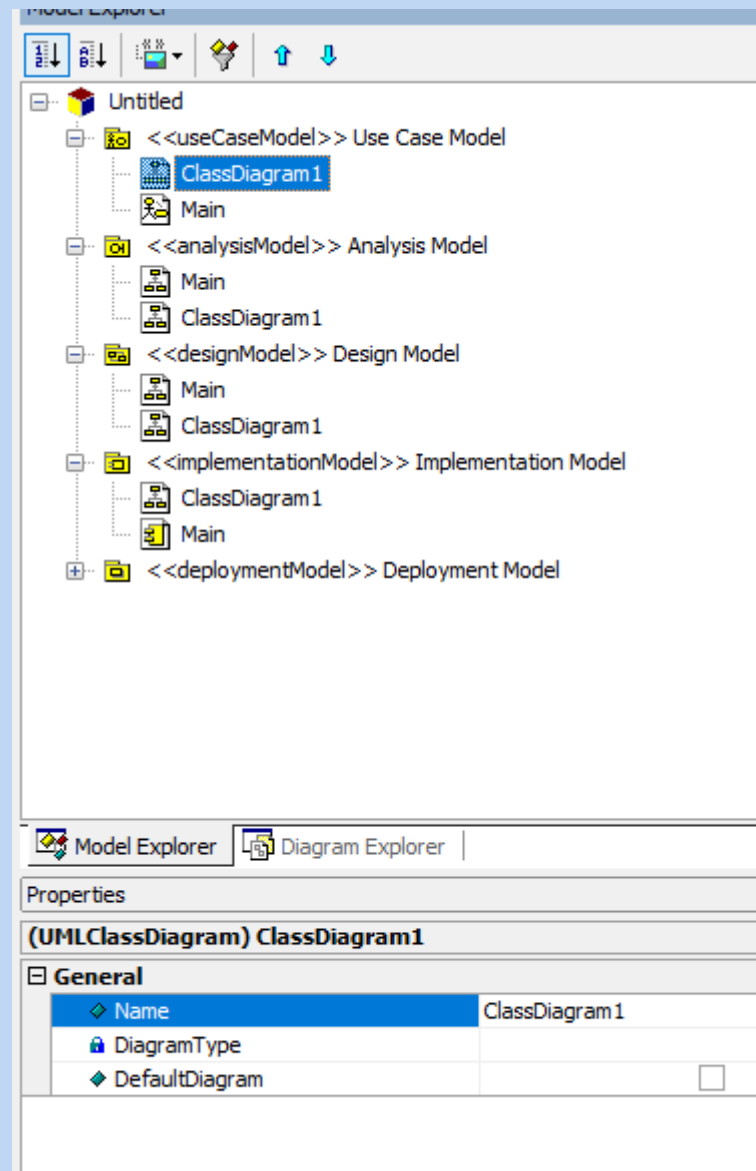 Model Explorer
Untitled
<<useCaseModel>> Use Case Model
ClassDiagram1
Main
<<analysisModel>> Analysis Model
Main
ClassDiagram1
<<designModel>> Design Model
Main
ClassDiagram1
<<implementationModel>> Implementation Model
ClassDiagram1
Main
<<deploymentModel>> Deployment Model
Model Explorer Diagram Explorer
Properties
(UMLClassDiagram) ClassDiagram1
General
Name ClassDiagram1
DiagramType
DefaultDiagram